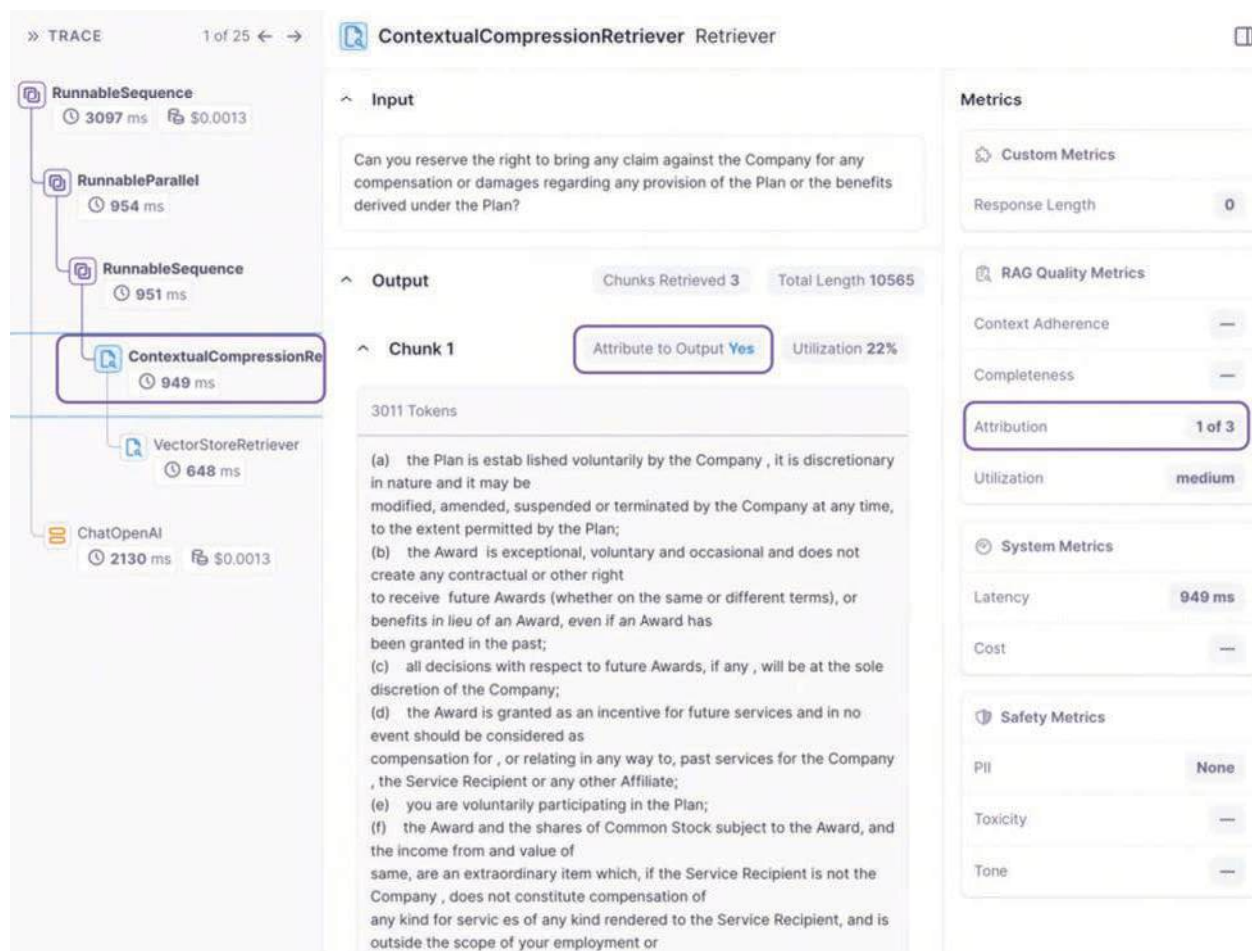 » TRACE
1 of 25 ← →
RunnableSequence
3097 ms $0.0013
RunnableParallel
954 ms
RunnableSequence
951 ms
ContextualCompressionRe
949 ms
VectorStoreRetriever
648 ms
ChatOpenAI
2130 ms $0.0013
ContextualCompressionRetriever Retriever
Input
Can you reserve the right to bring any claim against the Company for any
compensation or damages regarding any provision of the Plan or the benefits
derived under the Plan?
Output
Chunks Retrieved 3
Total Length 10565
Chunk 1
Attribute to Output Yes
Utilization 22%
3011 Tokens
(a) the Plan is estab lished voluntarily by the Company , it is discretionary
in nature and it may be
modified, amended, suspended or terminated by the Company at any time,
to the extent permitted by the Plan;
(b) the Award is exceptional, voluntary and occasional and does not
create any contractual or other right
to receive future Awards (whether on the same or different terms), or
benefits in lieu of an Award, even if an Award has
been granted in the past;
(c) all decisions with respect to future Awards, if any , will be at the sole
discretion of the Company;
(d) the Award is granted as an incentive for future services and in no
event should be considered as
compensation for , or relating in any way to, past services for the Company
, the Service Recipient or any other Affiliate;
(e) you are voluntarily participating in the Plan;
(f) the Award and the shares of Common Stock subject to the Award, and
the income from and value of
same, are an extraordinary item which, if the Service Recipient is not the
Company , does not constitute compensation of
any kind for servic es of any kind rendered to the Service Recipient, and is
outside the scope of your employment or
Metrics
Custom Metrics
Response Length 0
RAG Quality Metrics
Context Adherence —
Completeness —
Attribution 1 of 3
Utilization medium
System Metrics
Latency 949 ms
Cost —
Safety Metrics
PII None
Toxicity —
Tone —